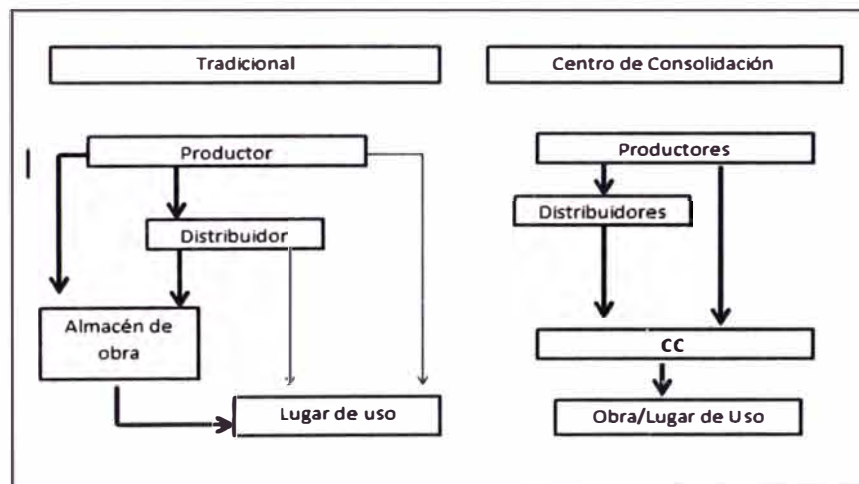 Tradicional
Centro de Consolidación
Productor
Productores
Distribuidor
Distribuidores
Almacén de
obra
CC
Lugar de uso
Obra/Lugar de Uso